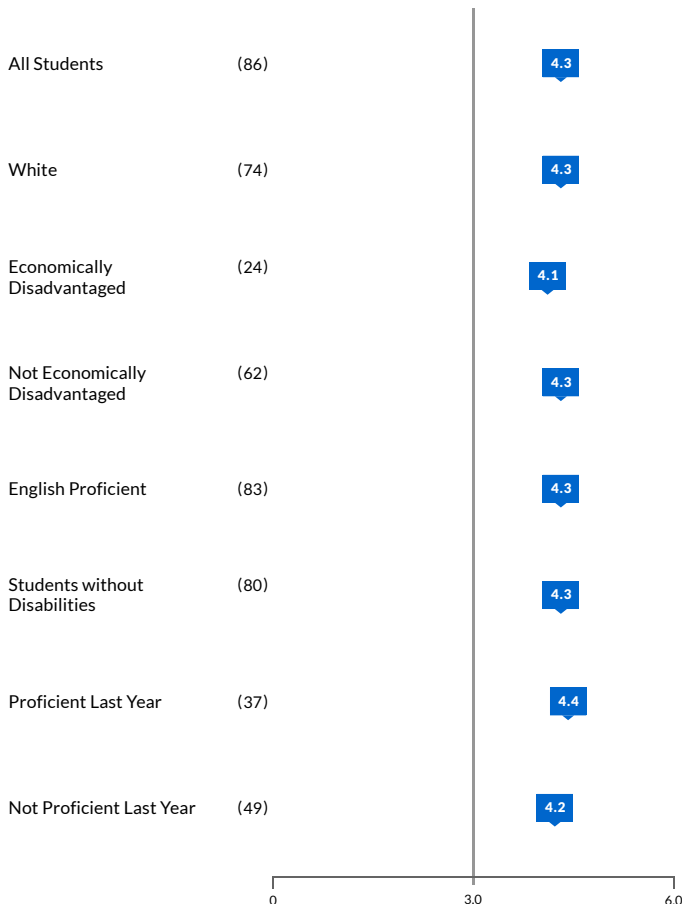 All Students (86) 4.3
White (74) 4.3
Economically (24)
Disadvantaged 4.1
Not Economically (62)
Disadvantaged 4.3
English Proficient (83) 4.3
Students without (80)
Disabilities 4.3
Proficient Last Year (37) 4.4
Not Proficient Last Year (49) 4.2
0 3.0 6.0